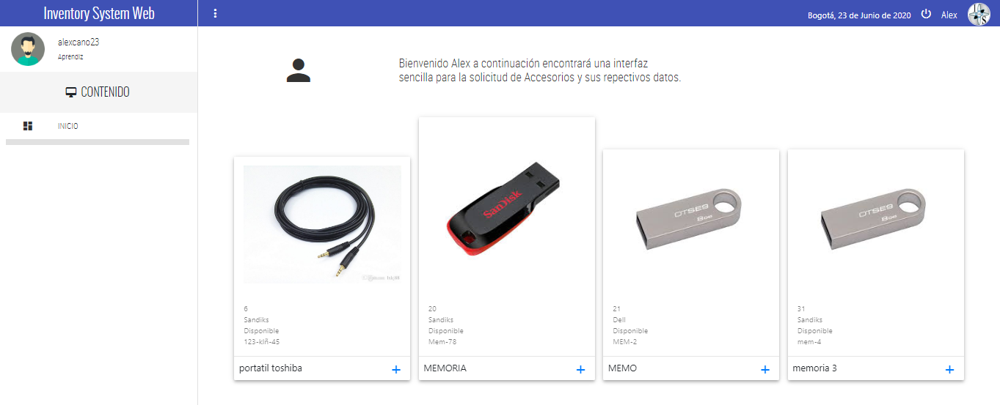 Inventory System Web
Bogotá, 23 de Junio de 2020
Alex
alexcano23
Aprendiz
CONTENIDO
INICIO
Bienvenido Alex a continuación encontrará una interfaz
sencilla para la solicitud de Accesorios y sus repectivos datos.
6
Sandiks
Disponible
123-klñ-45
portatil toshiba
+
SanDisk
20
Sandiks
Disponible
Mem-78
MEMORIA
+
DTSE9
8GB
21
Dell
Disponible
MEM-2
MEMO
+
DTSE9
8GB
31
Sandiks
Disponible
mem-4
memoria 3
+